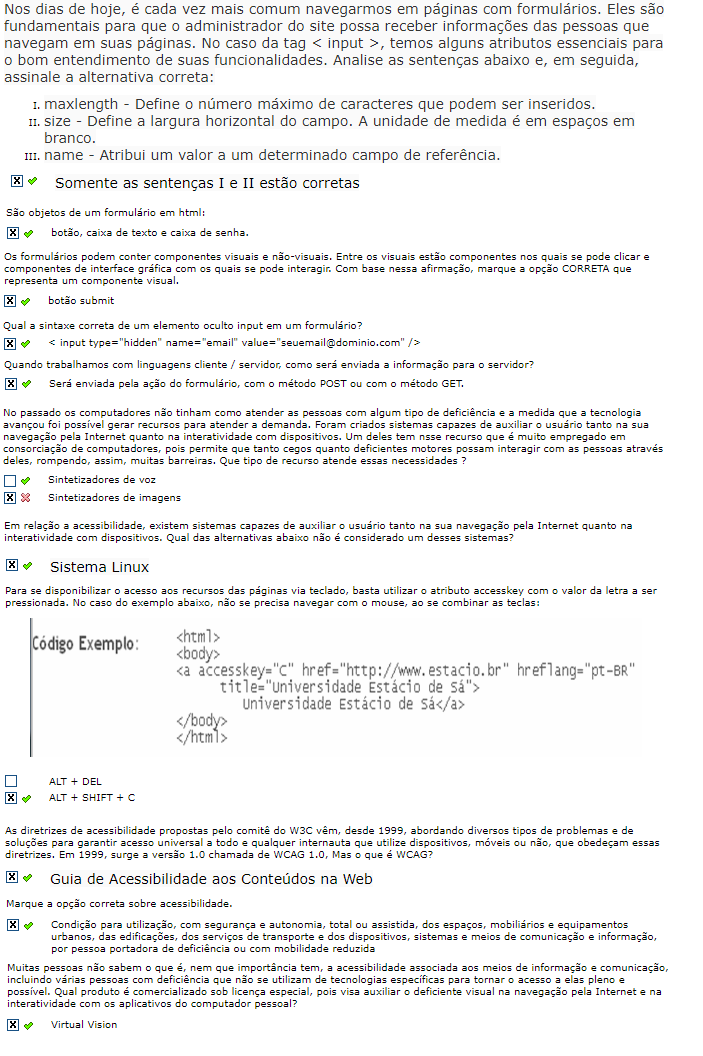 Nos dias de hoje, é cada vez mais comum navegarmos em páginas com formulários. Eles são
fundamentais para que o administrador do site possa receber informações das pessoas que
navegam em suas páginas. No caso da tag < input >, temos alguns atributos essenciais para
o bom entendimento de suas funcionalidades. Analise as sentenças abaixo e, em seguida,
assinale a alternativa correta:
I. maxlength - Define o número máximo de caracteres que podem ser inseridos.
II. size - Define a largura horizontal do campo. A unidade de medida é em espaços em
branco.
III. name - Atribui um valor a um determinado campo de referência.
Somente as sentenças I e II estão corretas
São objetos de um formulário em html:
botão, caixa de texto e caixa de senha.
Os formulários podem conter componentes visuais e não-visuais. Entre os visuais estão componentes nos quais se pode clicar e
componentes de interface gráfica com os quais se pode interagir. Com base nessa afirmação, marque a opção CORRETA que
representa um componente visual.
botão submit
Qual a sintaxe correta de um elemento oculto input em um formulário?
< input type="hidden" name="email" value="seuemail@dominio.com" />
Quando trabalhamos com linguagens cliente / servidor, como será enviada a informação para o servidor?
Será enviada pela ação do formulário, com o método POST ou com o método GET.
No passado os computadores não tinham como atender as pessoas com algum tipo de deficiência e a medida que a tecnologia
avançou foi possível gerar recursos para atender a demanda. Foram criados sistemas capazes de auxiliar o usuário tanto na sua
navegação pela Internet quanto na interatividade com dispositivos. Um deles tem nsse recurso que é muito empregado em
consorciação de computadores, pois permite que tanto cegos quanto deficientes motores possam interagir com as pessoas através
deles, rompendo, assim, muitas barreiras. Que tipo de recurso atende essas necessidades ?
Sintetizadores de voz
Sintetizadores de imagens
Em relação a acessibilidade, existem sistemas capazes de auxiliar o usuário tanto na sua navegação pela Internet quanto na
interatividade com dispositivos. Qual das alternativas abaixo não é considerado um desses sistemas?
Sistema Linux
Para se disponibilizar o acesso aos recursos das páginas via teclado, basta utilizar o atributo accesskey com o valor da letra a ser
pressionada. No caso do exemplo abaixo, não se precisa navegar com o mouse, ao se combinar as teclas:
Código Exemplo:
<html>
<body>
<a accesskey="C" href="http://www.estacio.br" hreflang="pt-BR"
title="Universidade Estácio de Sá">
Universidade Estácio de Sá</a>
</body>
</html>
ALT + DEL
ALT + SHIFT + C
As diretrizes de acessibilidade propostas pelo comitê do W3C vêm, desde 1999, abordando diversos tipos de problemas e de
soluções para garantir acesso universal a todo e qualquer internauta que utilize dispositivos, móveis ou não, que obedeçam essas
diretrizes. Em 1999, surge a versão 1.0 chamada de WCAG 1.0, Mas o que é WCAG?
Guia de Acessibilidade aos Conteúdos na Web
Marque a opção correta sobre acessibilidade.
Condição para utilização, com segurança e autonomia, total ou assistida, dos espaços, mobiliários e equipamentos
urbanos, das edificações, dos serviços de transporte e dos dispositivos, sistemas e meios de comunicação e informação,
por pessoa portadora de deficiência ou com mobilidade reduzida
Muitas pessoas não sabem o que é, nem que importância tem, a acessibilidade associada aos meios de informação e comunicação,
incluindo várias pessoas com deficiência que não se utilizam de tecnologias específicas para tornar o acesso a elas pleno e
possível. Qual produto é comercializado sob licença especial, pois visa auxiliar o deficiente visual na navegação pela Internet e na
interatividade com os aplicativos do computador pessoal?
Virtual Vision